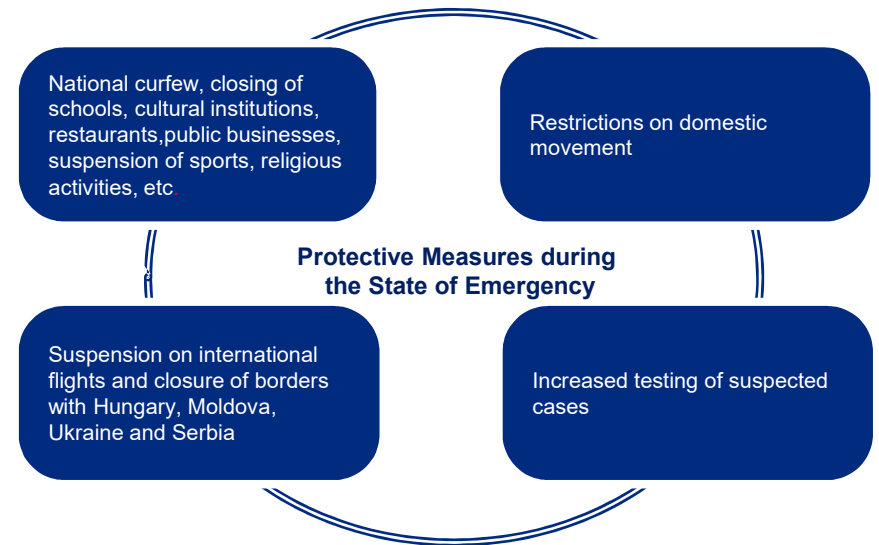 National curfew, closing of
schools, cultural institutions,
restaurants,public businesses,
suspension of sports, religious
activities, etc.
Restrictions on domestic
movement
Protective Measures during
the State of Emergency
Suspension on international
flights and closure of borders
with Hungary, Moldova,
Ukraine and Serbia
Increased testing of suspected
cases